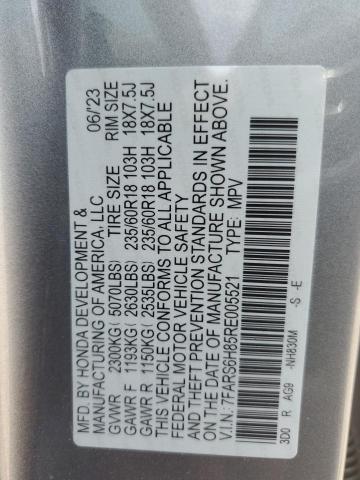 MFD. BY HONDA DEVELOPMENT & 06/'23
MANUFACTURING OF AMERICA, LLC
TIRE SIZE RIM SIZE
GVWR 2300KG (5070LBS)
GAWR F 1193KG (2630LBS) 235/60R18 103H 18X7.5J
GAWR R 1150KG (2535LBS) 235/60R18 103H 18X7.5J
THIS VEHICLE CONFORMS TO ALL APPLICABLE
FEDERAL MOTOR VEHICLE SAFETY
AND THEFT PREVENTION STANDARDS IN EFFECT
ON THE DATE OF MANUFACTURE SHOWN ABOVE.
V.I.N.: 7FARS6H85RE005521 TYPE: MPV
3D0 R AG9 -NH830M -S -E